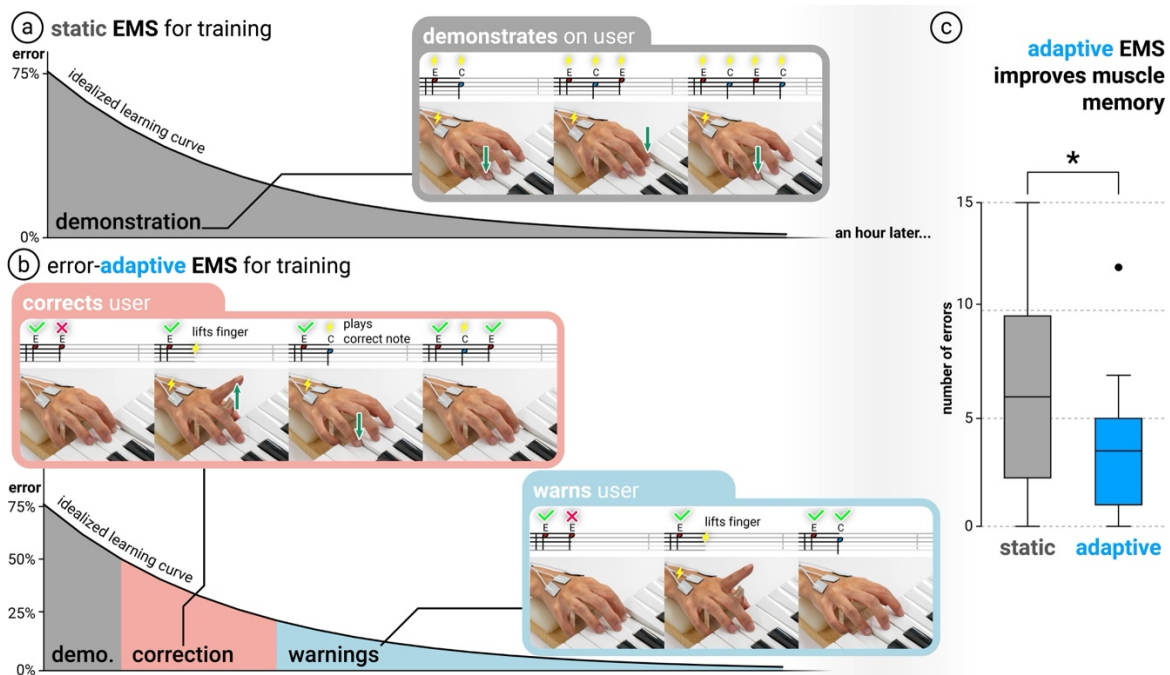 a static EMS for training
error
75%
idealized learning curve
demonstration
0%
an hour later...
demonstrates on user
E C
E C E
E C E C
b error-adaptive EMS for training
corrects user
E E
E
lifts finger
E C
plays
correct note
E C E
error
75%
idealized learning curve
50%
25%
0%
demo. correction warnings
warns user
E E
E
lifts finger
E C
c
adaptive EMS
improves muscle
memory
*
number of errors
15
10
5
0
static adaptive